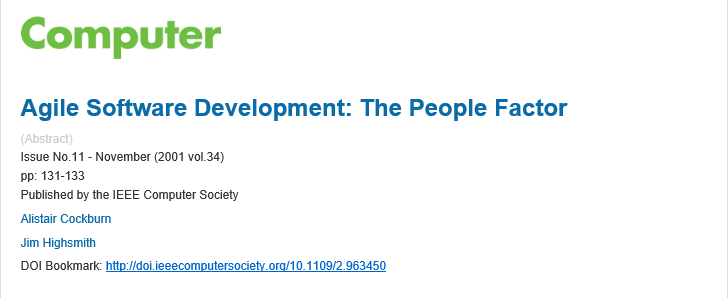 Computer
Agile Software Development: The People Factor
(Abstract)
Issue No.11 - November (2001 vol.34)
pp: 131-133
Published by the IEEE Computer Society
Alistair Cockburn
Jim Highsmith
DOI Bookmark: http://doi.ieeecomputersociety.org/10.1109/2.963450